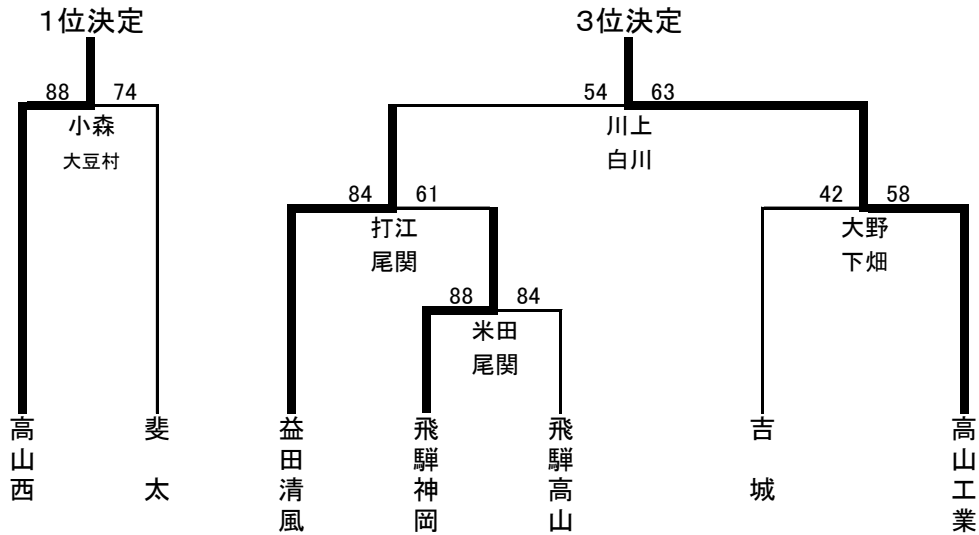 1位決定
3位決定
88 74
小森
大豆村
54 63
川上
白川
84 61
打江
尾関
42 58
大野
下畑
88 84
米田
尾関
高山西
斐太
益田清風
飛騨神岡
飛騨高山
吉城
高山工業